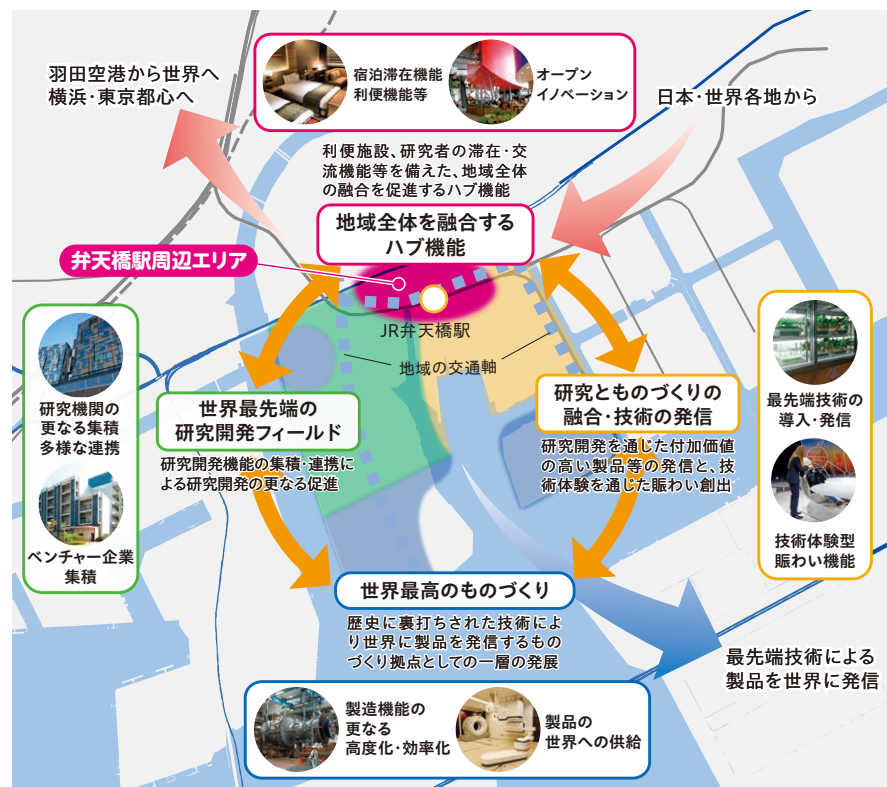 羽田空港から世界へ
横浜・東京都心へ
宿泊滞在機能
利便機能等
オープン
イノベーション
日本・世界各地から
利便施設、研究者の滞在・交
流機能等を備えた、地域全体
の融合を促進するハブ機能
地域全体を融合する
ハブ機能
弁天橋駅周辺エリア
JR弁天橋駅
地域の交通軸
研究機関の
更なる集積
多様な連携
ベンチャー企業
集積
世界最先端の
研究開発フィールド
研究開発機能の集積・連携に
よる研究開発の更なる促進
研究とものづくりの
融合・技術の発信
研究開発を通じた付加価値
の高い製品等の発信と、技
術体験を通じた賑わい創出
最先端技術の
導入・発信
技術体験型
賑わい機能
世界最高のものづくり
歴史に裏打ちされた技術によ
り世界に製品を発信するもの
づくり拠点としての一層の発展
最先端技術による
製品を世界に発信
製造機能の
更なる
高度化・効率化
製品の
世界への供給